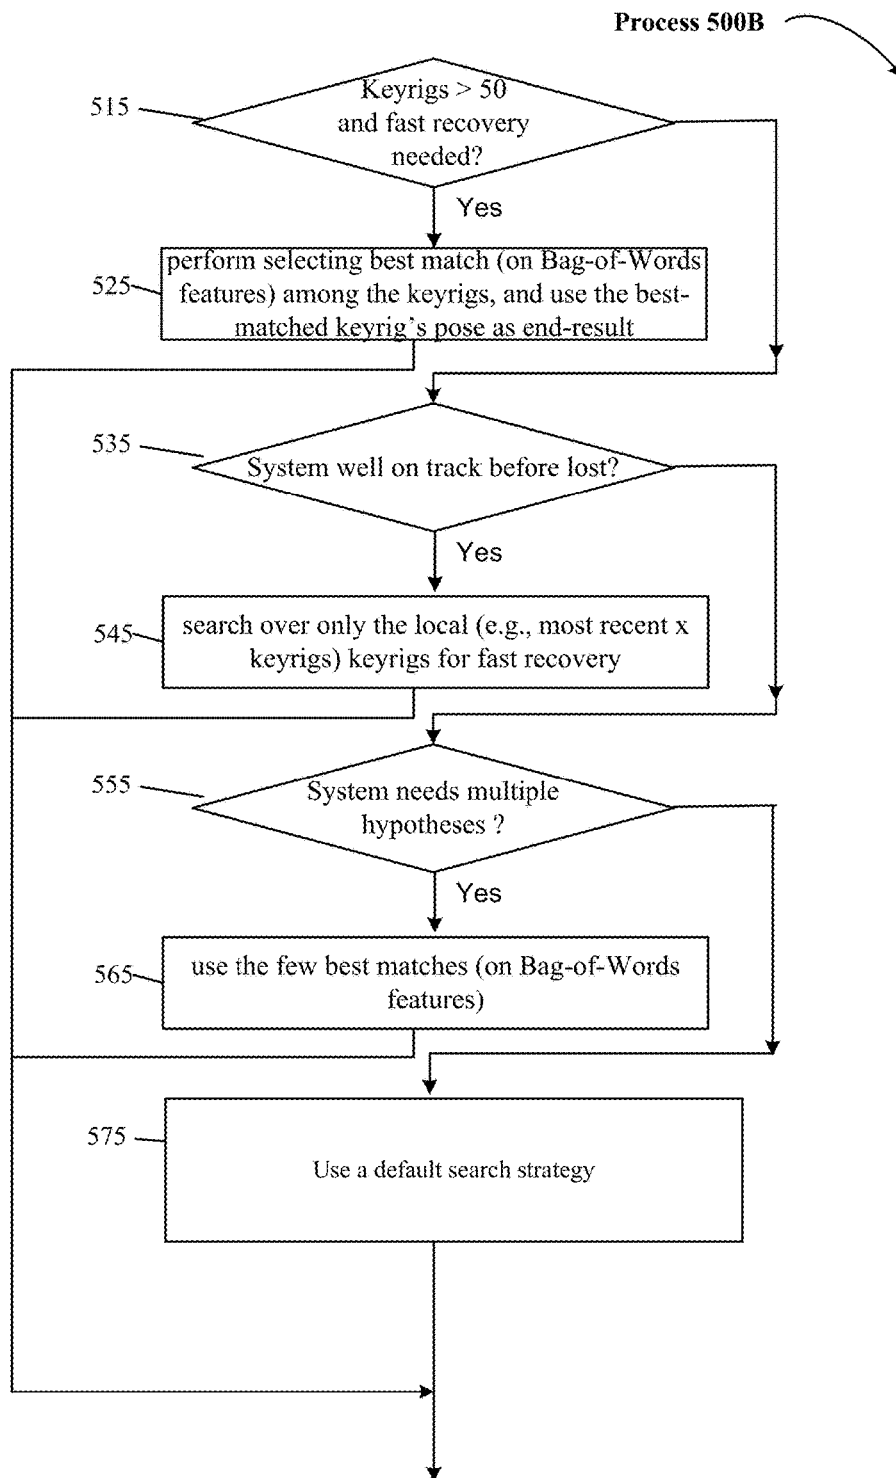 Process 500B
Keyrigs > 50
and fast recovery
needed?
515
Yes
perform selecting best match (on Bag-of-Words
features) among the keyrigs, and use the best-
matched keyrig's pose as end-result
525
535
System well on track before lost?
Yes
search over only the local (e.g., most recent x
keyrigs) keyrigs for fast recovery
545
555
System needs multiple
hypotheses ?
Yes
use the few best matches (on Bag-of-Words
features)
565
575
Use a default search strategy